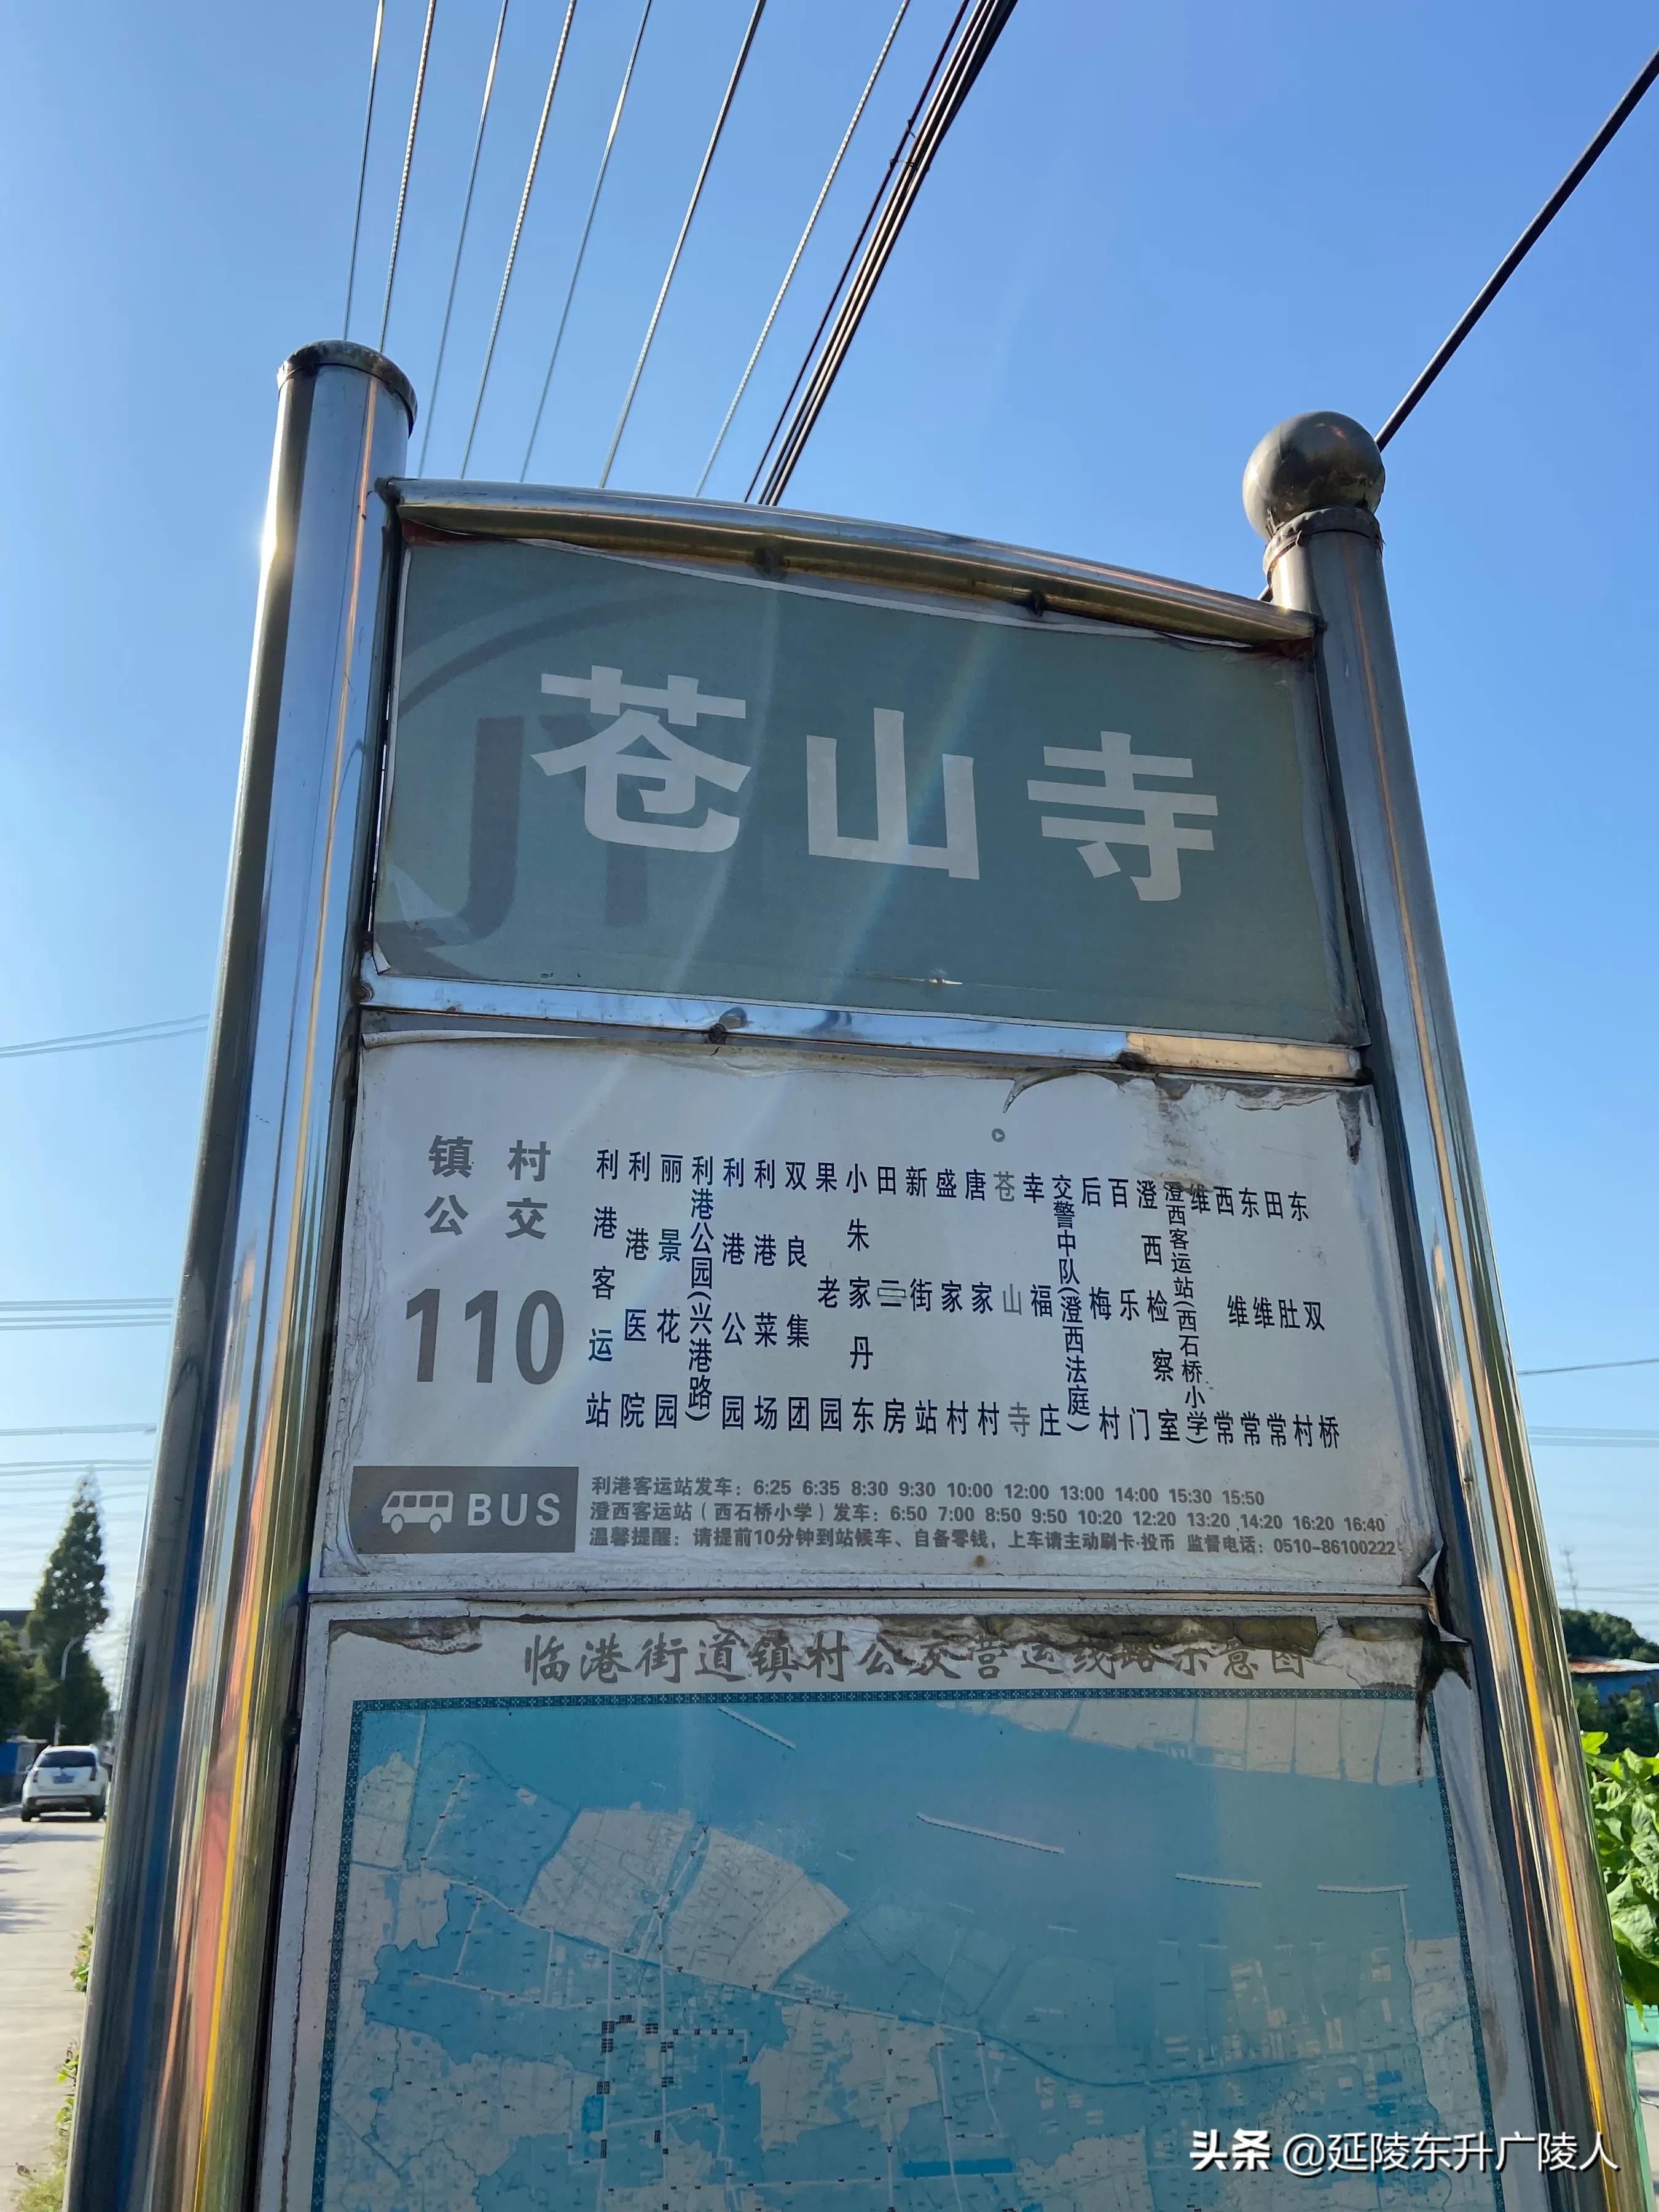 苍山寺
JY
镇村
公交
110
利港客运站
利港医院
丽景花园
利港公园(兴港路)
利港公园
利港菜场
双良集团
果老园
小朱家丹东
田三房
新街站
盛家村
唐家村
苍山寺
幸福庄
交警中队(澄西法庭)
后梅村
百乐门
澄西检察室
澄西客运站(西石桥小学)
维常
西维常
东维常
田肚村
东双桥
BUS
利港客运站发车：6:25 6:35 8:30 9:30 10:00 12:00 13:00 14:00 15:30 15:50
澄西客运站（西石桥小学）发车：6:50 7:00 8:50 9:50 10:20 12:20 13:20 14:20 16:20 16:40
温馨提醒：请提前10分钟到站候车、自备零钱，上车请主动刷卡·投币 监督电话：0510-86100222
临港街道镇村公交营运线路示意图
头条 @延陵东升广陵人